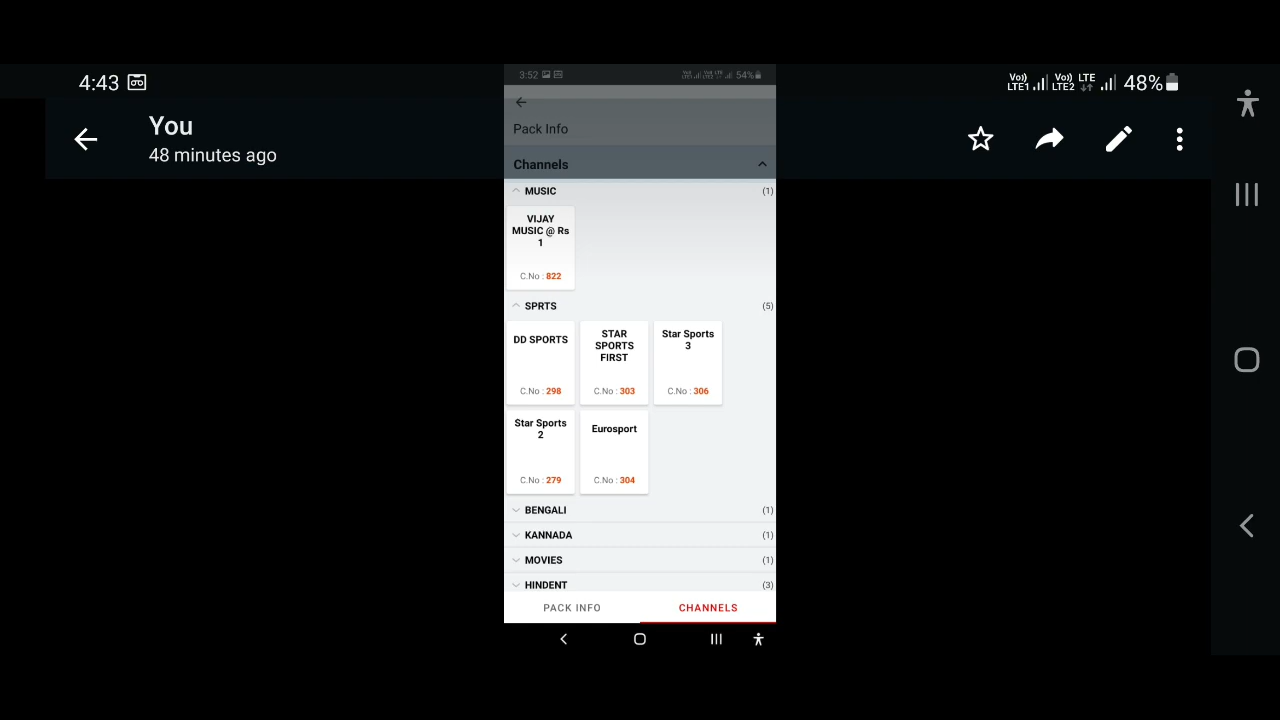 4:43
Vo) LTE1 Vo) LTE2 LTE 48%
You
48 minutes ago
3:52
54%
Pack Info
Channels
MUSIC (1)
VIJAY
MUSIC @ Rs
1
C.No : 822
SPRTS (5)
DD SPORTS
C.No : 298
STAR
SPORTS
FIRST
C.No : 303
Star Sports
3
C.No : 306
Star Sports
2
C.No : 279
Eurosport
C.No : 304
BENGALI (1)
KANNADA (1)
MOVIES (1)
HINDENT (3)
PACK INFO CHANNELS